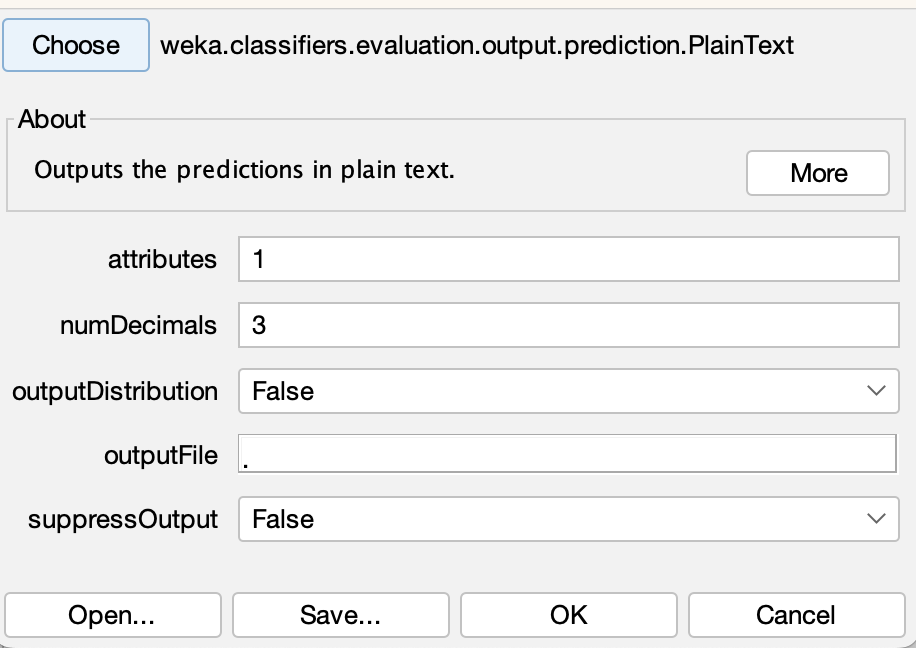 Choose weka.classifiers.evaluation.output.prediction.PlainText
About
Outputs the predictions in plain text.
More
attributes 1
numDecimals 3
outputDistribution False
outputFile .
suppressOutput False
Open... Save... OK Cancel